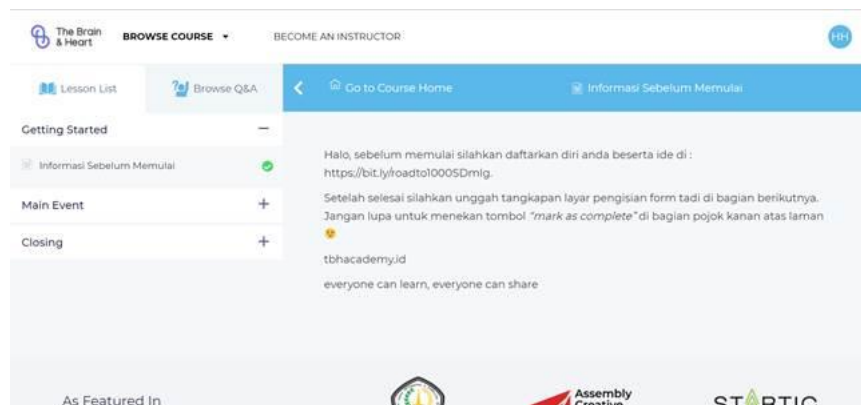 The Brain
& Heart
BROWSE COURSE
BECOME AN INSTRUCTOR
HH
Lesson List
Browse Q&A
Go to Course Home
Informasi Sebelum Memulai
Getting Started
Informasi Sebelum Memulai
Main Event
Closing
Halo, sebelum memulai silahkan daftarkan diri anda beserta ide di :
https://bit.ly/roadto1000SDmlg.
Setelah selesai silahkan unggah tangkapan layar pengisian form tadi di bagian berikutnya.
Jangan lupa untuk menekan tombol "mark as complete" di bagian pojok kanan atas laman
tbhacademy.id
everyone can learn, everyone can share
As Featured In
Assembly
Creative
STARTIC